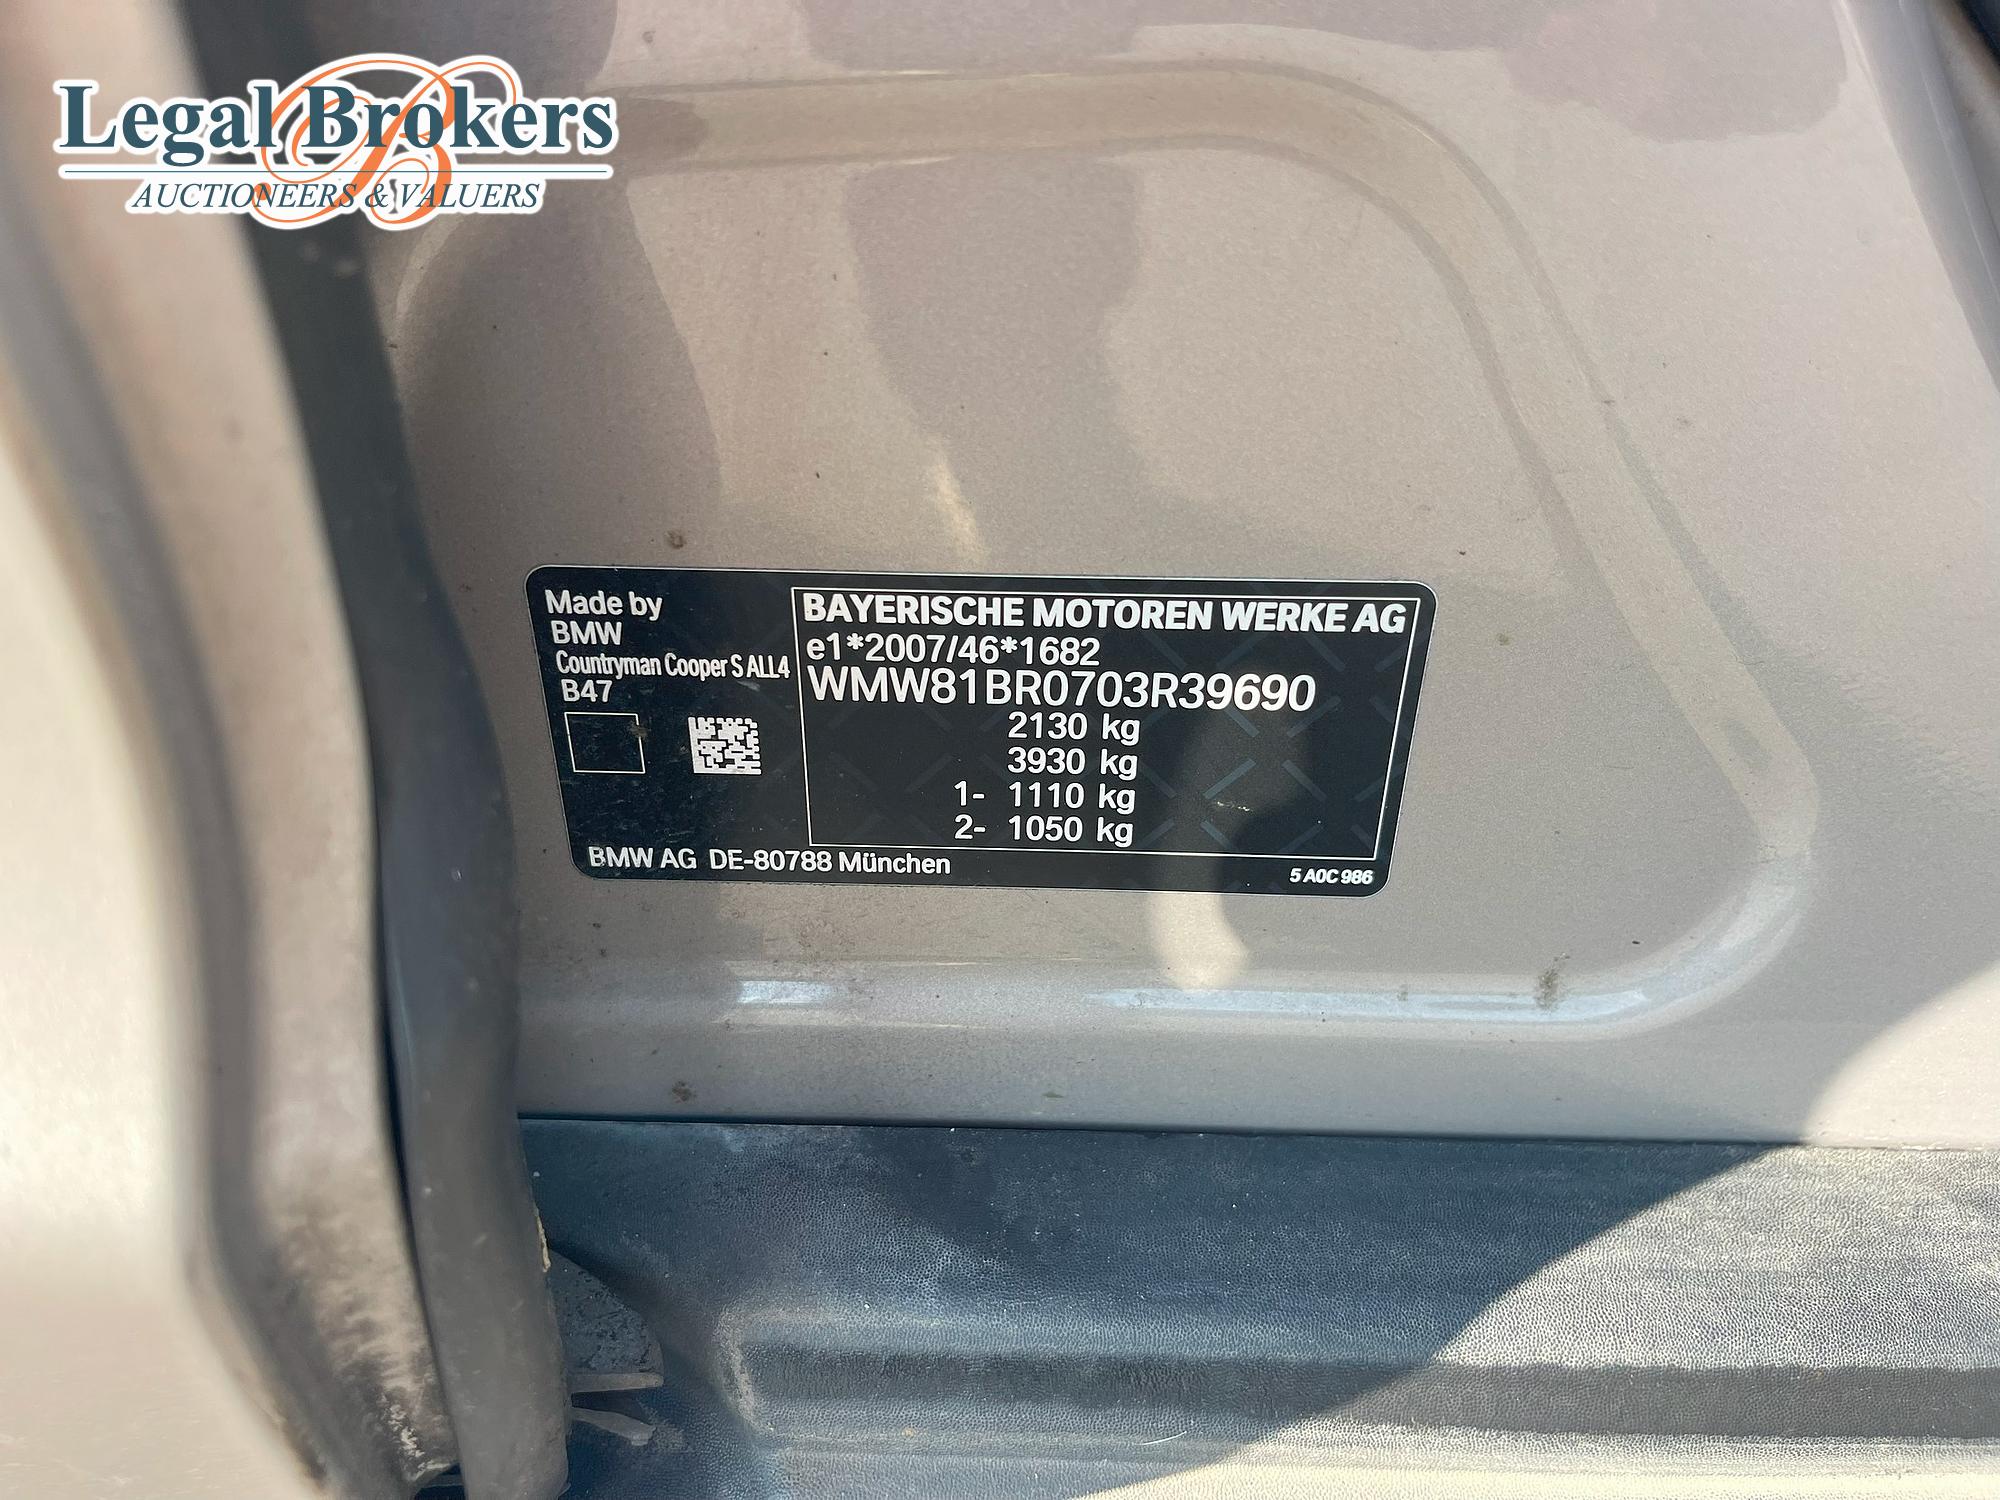 Legal Brokers
AUCTIONEERS & VALUERS
Made by
BMW
Countryman Cooper S ALL4
B47
BAYERISCHE MOTOREN WERKE AG
e1*2007/46*1682
WMW81BR0703R39690
2130 kg
3930 kg
1- 1110 kg
2- 1050 kg
BMW AG DE-80788 München
5 A0C 986